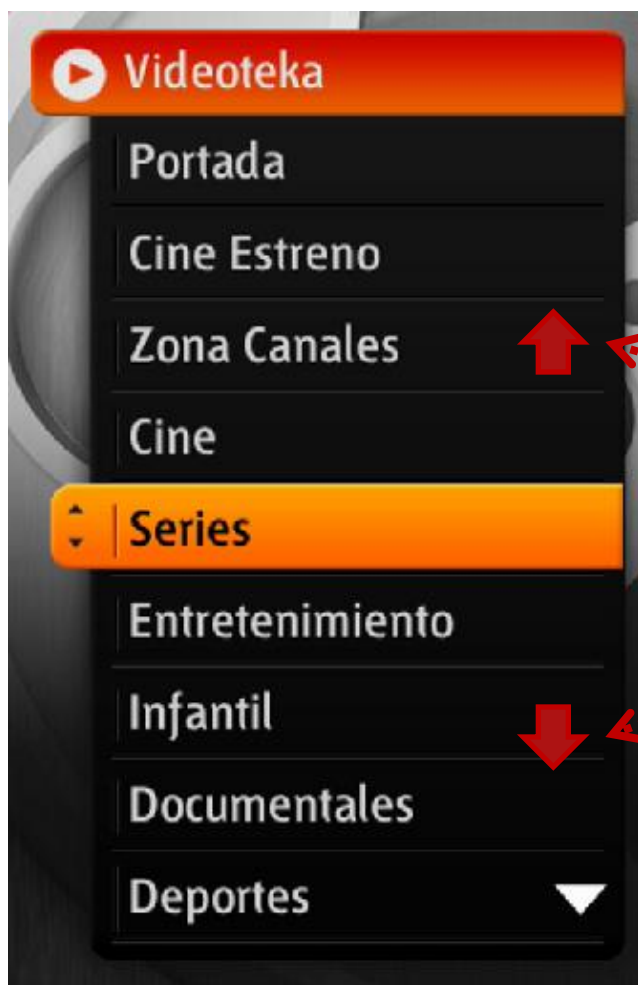 Videoteka
Portada
Cine Estreno
Zona Canales
Cine
Series
Entretenimiento
Infantil
Documentales
Deportes